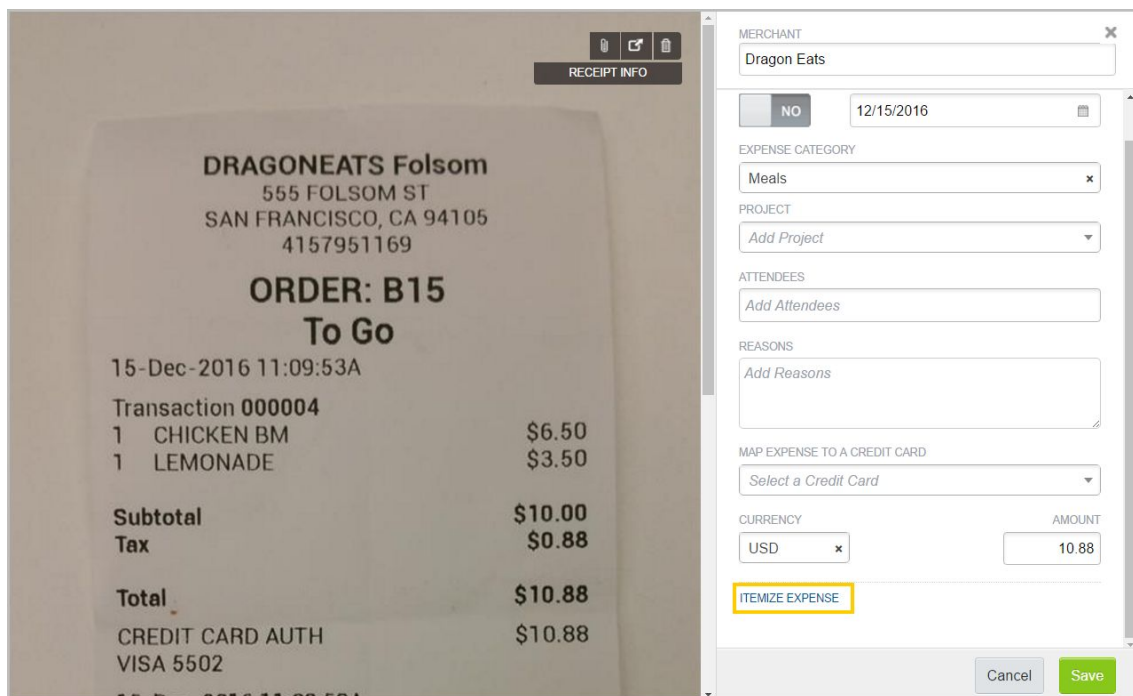 RECEIPT INFO
DRAGONEATS Folsom
555 FOLSOM ST
SAN FRANCISCO, CA 94105
4157951169
ORDER: B15
To Go
15-Dec-2016 11:09:53A
Transaction 000004
1 CHICKEN BM $6.50
1 LEMONADE $3.50
Subtotal $10.00
Tax $0.88
Total $10.88
CREDIT CARD AUTH $10.88
VISA 5502
MERCHANT
Dragon Eats
NO 12/15/2016
EXPENSE CATEGORY
Meals
PROJECT
Add Project
ATTENDEES
Add Attendees
REASONS
Add Reasons
MAP EXPENSE TO A CREDIT CARD
Select a Credit Card
CURRENCY AMOUNT
USD 10.88
ITEMIZE EXPENSE
Cancel Save